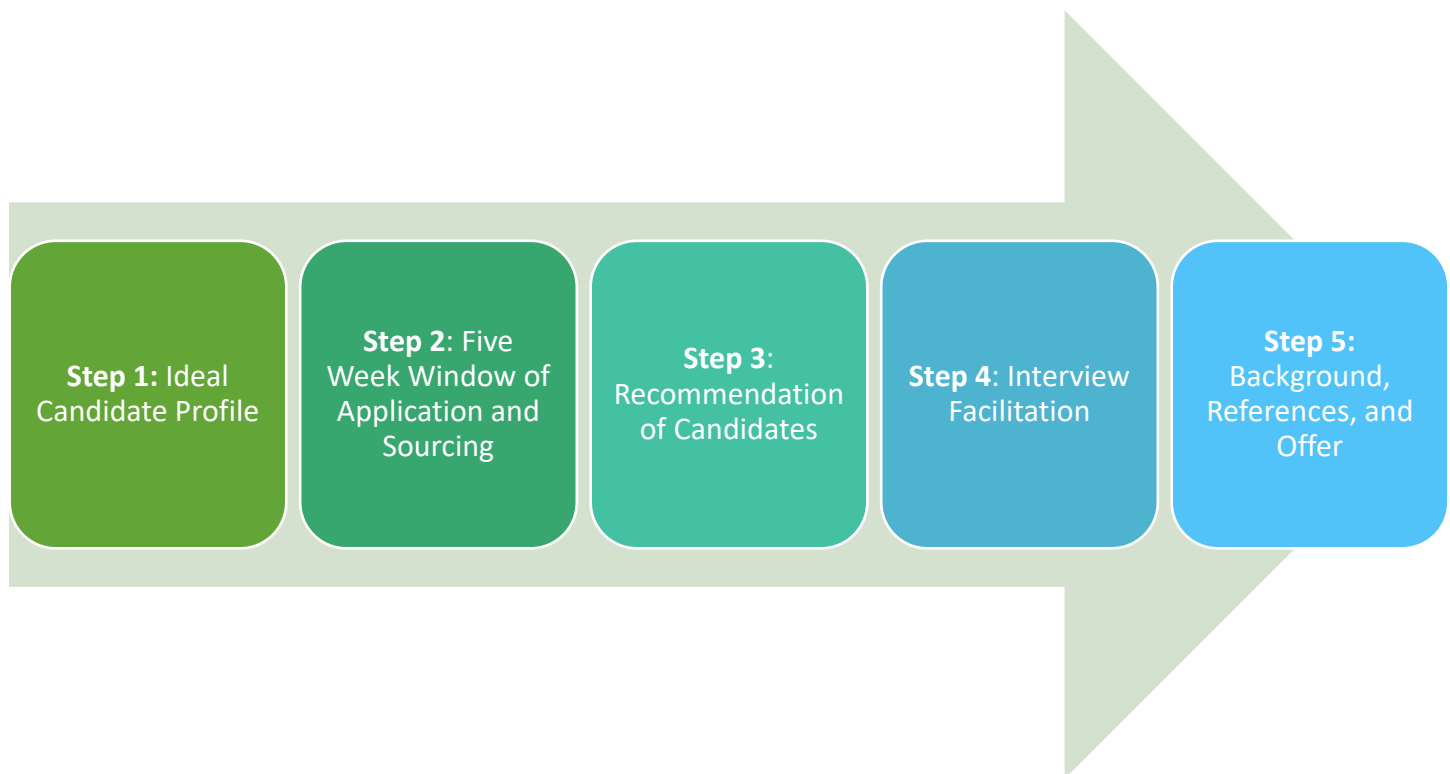 Step 1: Ideal
Candidate Profile
Step 2: Five
Week Window of
Application and
Sourcing
Step 3:
Recommendation
of Candidates
Step 4: Interview
Facilitation
Step 5:
Background,
References, and
Offer